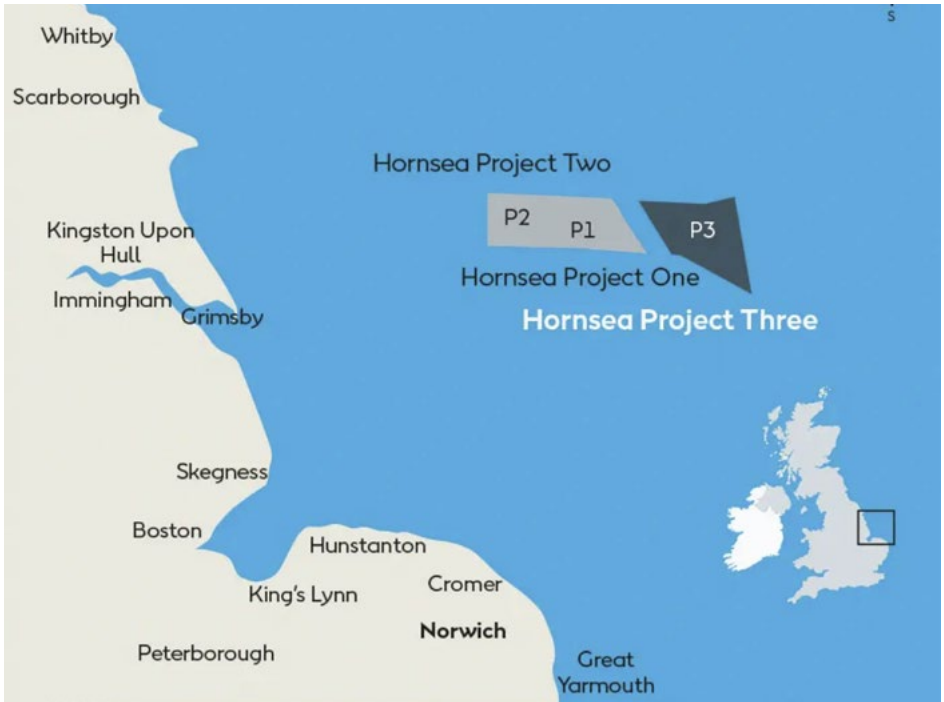 S
Whitby
Scarborough
Hornsea Project Two
P2
P1
P3
Kingston Upon
Hull
Hornsea Project One
Immingham
Grimsby
Hornsea Project Three
Skegness
Boston
Hunstanton
Cromer
King's Lynn
Norwich
Peterborough
Great
Yarmouth